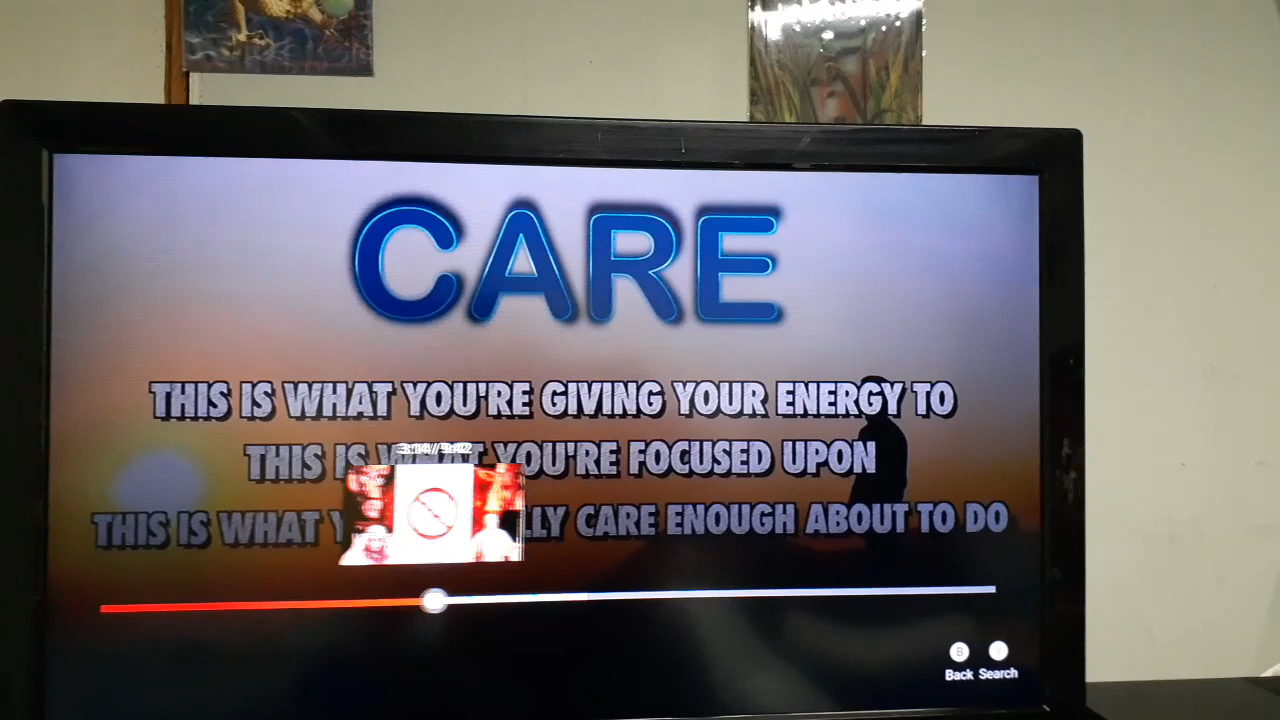 CARE
THIS IS WHAT YOU'RE GIVING YOUR ENERGY TO
THIS IS WHAT YOU'RE FOCUSED UPON
THIS IS WHAT LLY CARE ENOUGH ABOUT TO DO
B
Back Search